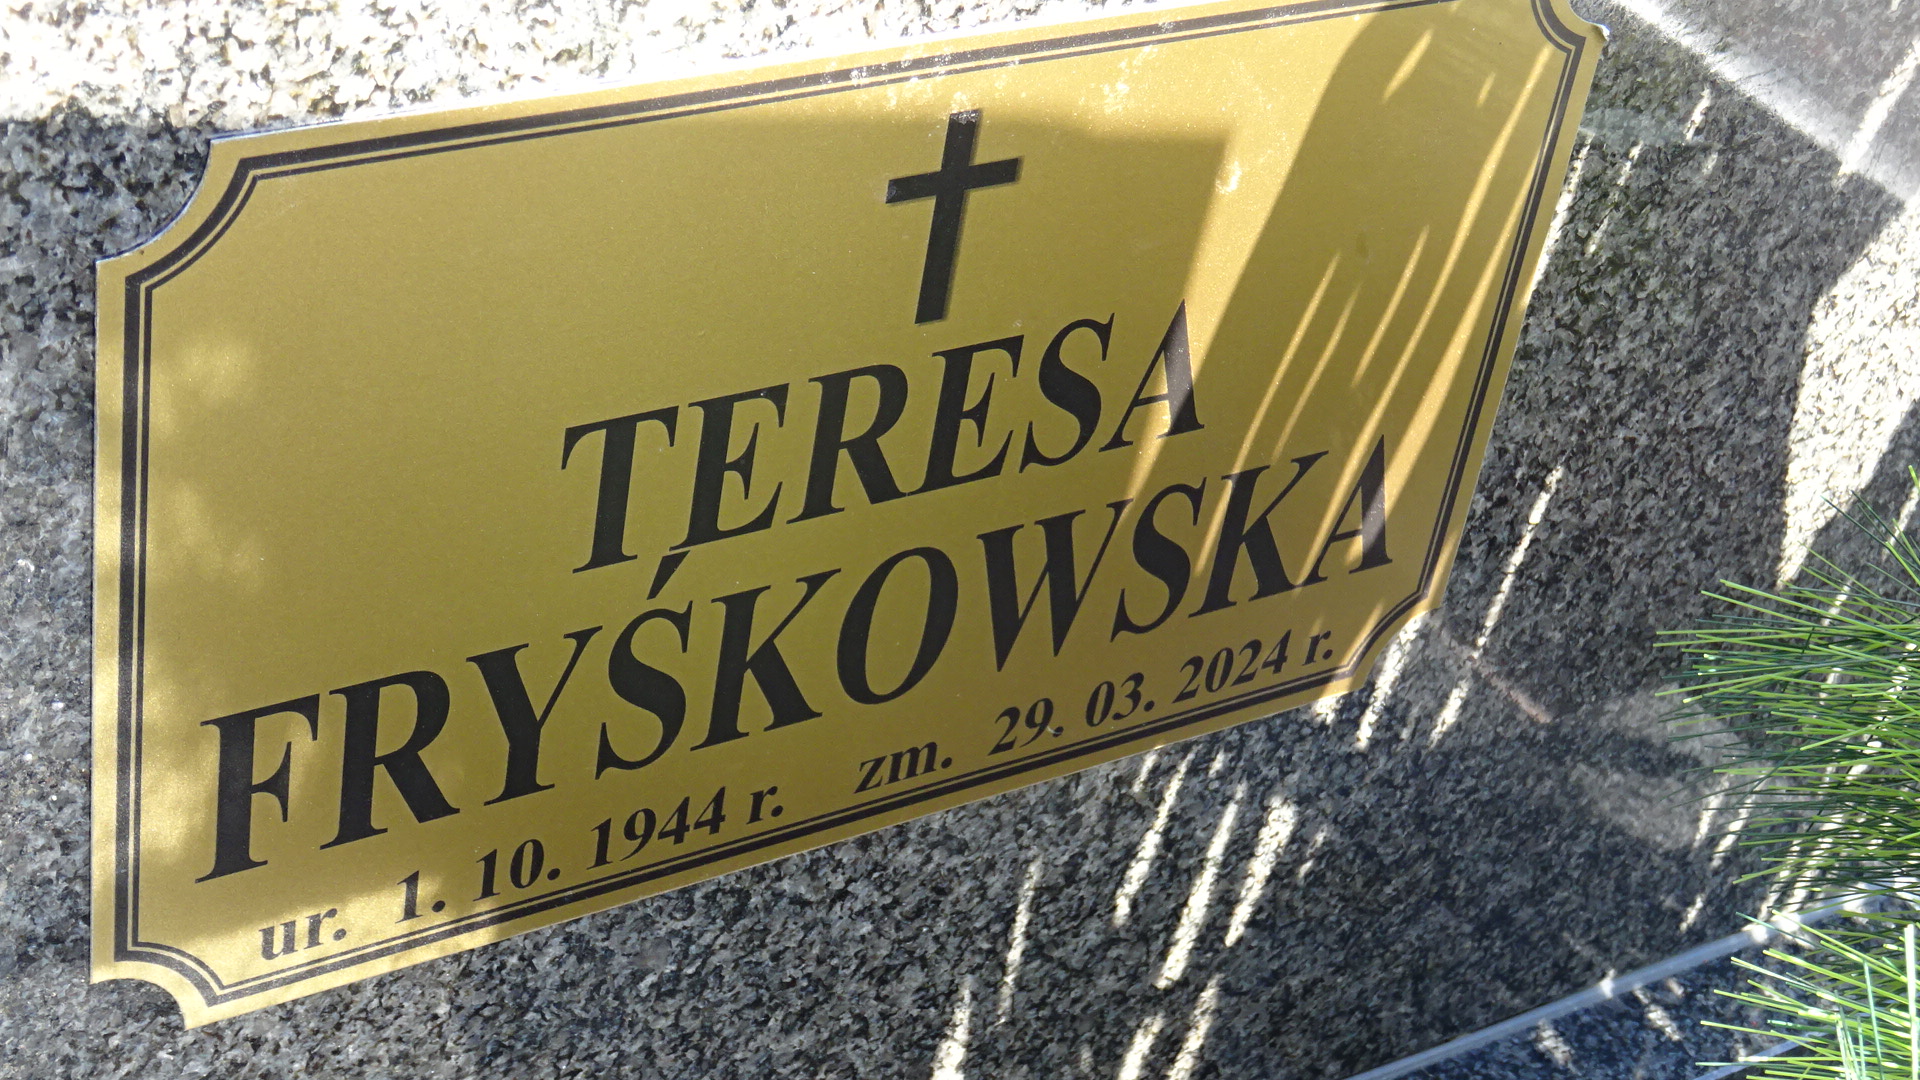 TERESA
FRYŚKOWSKA
ur. 1. 10. 1944 r. zm. 29. 03. 2024 r.